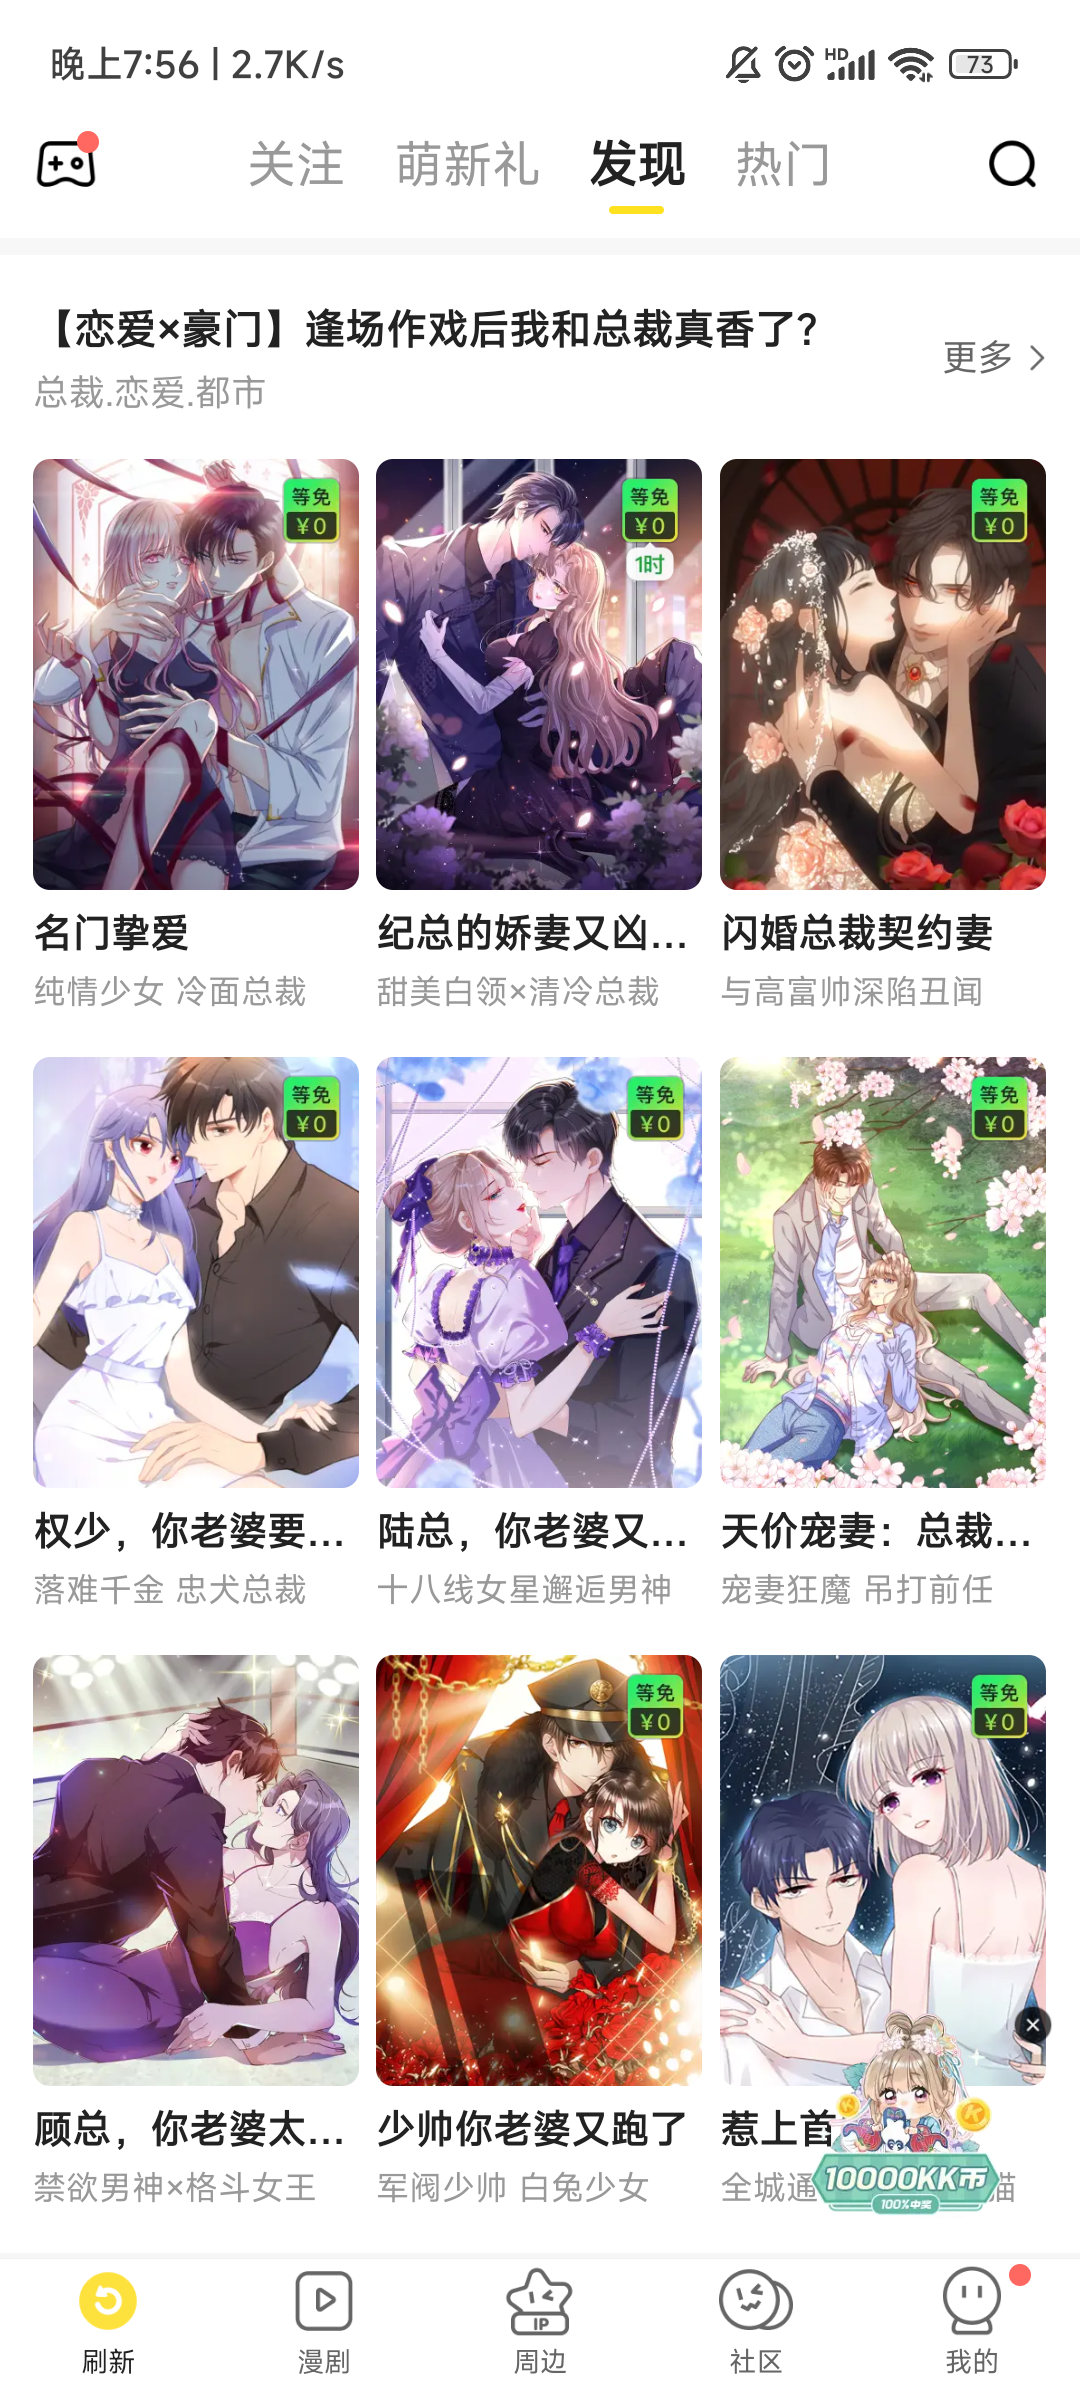 晚上7:56 | 2.7K/s
HD
73
关注 萌新礼 发现 热门
【恋爱×豪门】逢场作戏后我和总裁真香了?
总裁.恋爱.都市
更多
等免
¥0
等免
¥0
1时
等免
¥0
名门挚爱
纪总的娇妻又凶...
闪婚总裁契约妻
纯情少女 冷面总裁
甜美白领×清冷总裁
与高富帅深陷丑闻
等免
¥0
等免
¥0
等免
¥0
权少，你老婆要...
陆总，你老婆又...
天价宠妻：总裁...
落难千金 忠犬总裁
十八线女星邂逅男神
宠妻狂魔 吊打前任
等免
¥0
等免
¥0
顾总，你老婆太...
少帅你老婆又跑了
惹上首
禁欲男神×格斗女王
军阀少帅 白兔少女
全城通
猫
10000KK币
100%中奖
刷新
漫剧
IP
周边
社区
我的